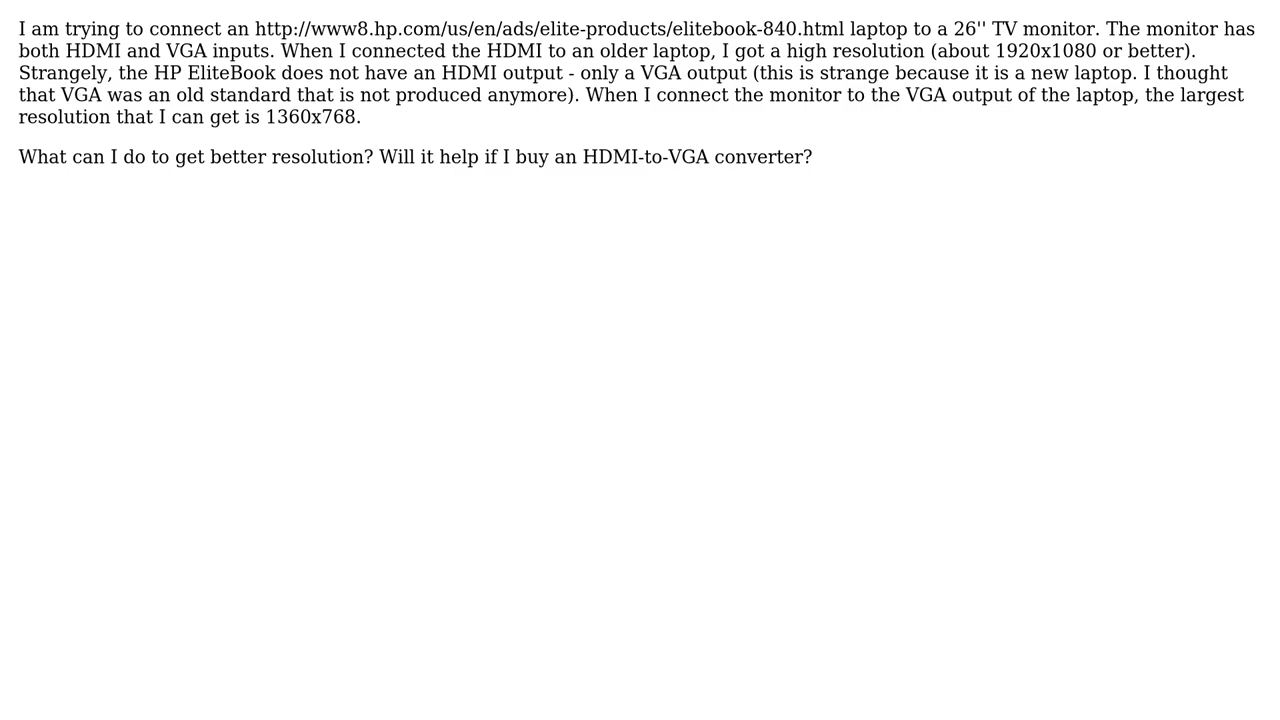 I am trying to connect an http://www8.hp.com/us/en/ads/elite-products/elitebook-840.html laptop to a 26'' TV monitor. The monitor has
both HDMI and VGA inputs. When I connected the HDMI to an older laptop, I got a high resolution (about 1920x1080 or better).
Strangely, the HP EliteBook does not have an HDMI output - only a VGA output (this is strange because it is a new laptop. I thought
that VGA was an old standard that is not produced anymore). When I connect the monitor to the VGA output of the laptop, the largest
resolution that I can get is 1360x768.
What can I do to get better resolution? Will it help if I buy an HDMI-to-VGA converter?